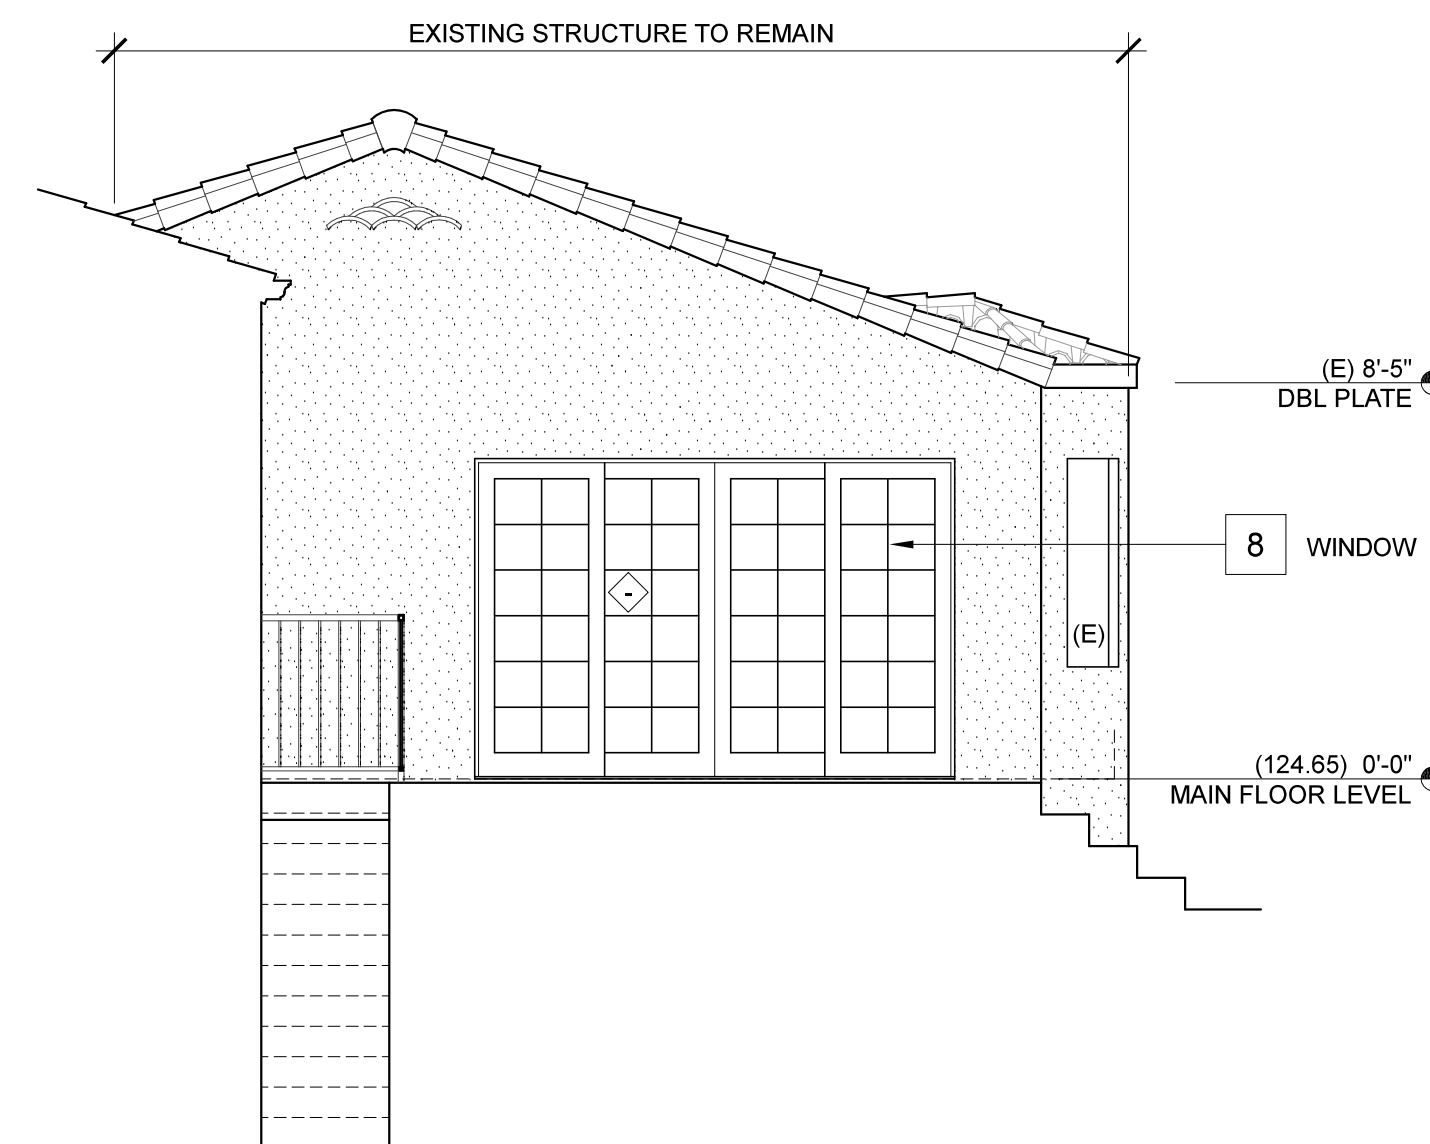 EXISTING STRUCTURE TO REMAIN
(E) 8'-5"
DBL PLATE
8 WINDOW
-
(E)
(124.65) 0'-0"
MAIN FLOOR LEVEL